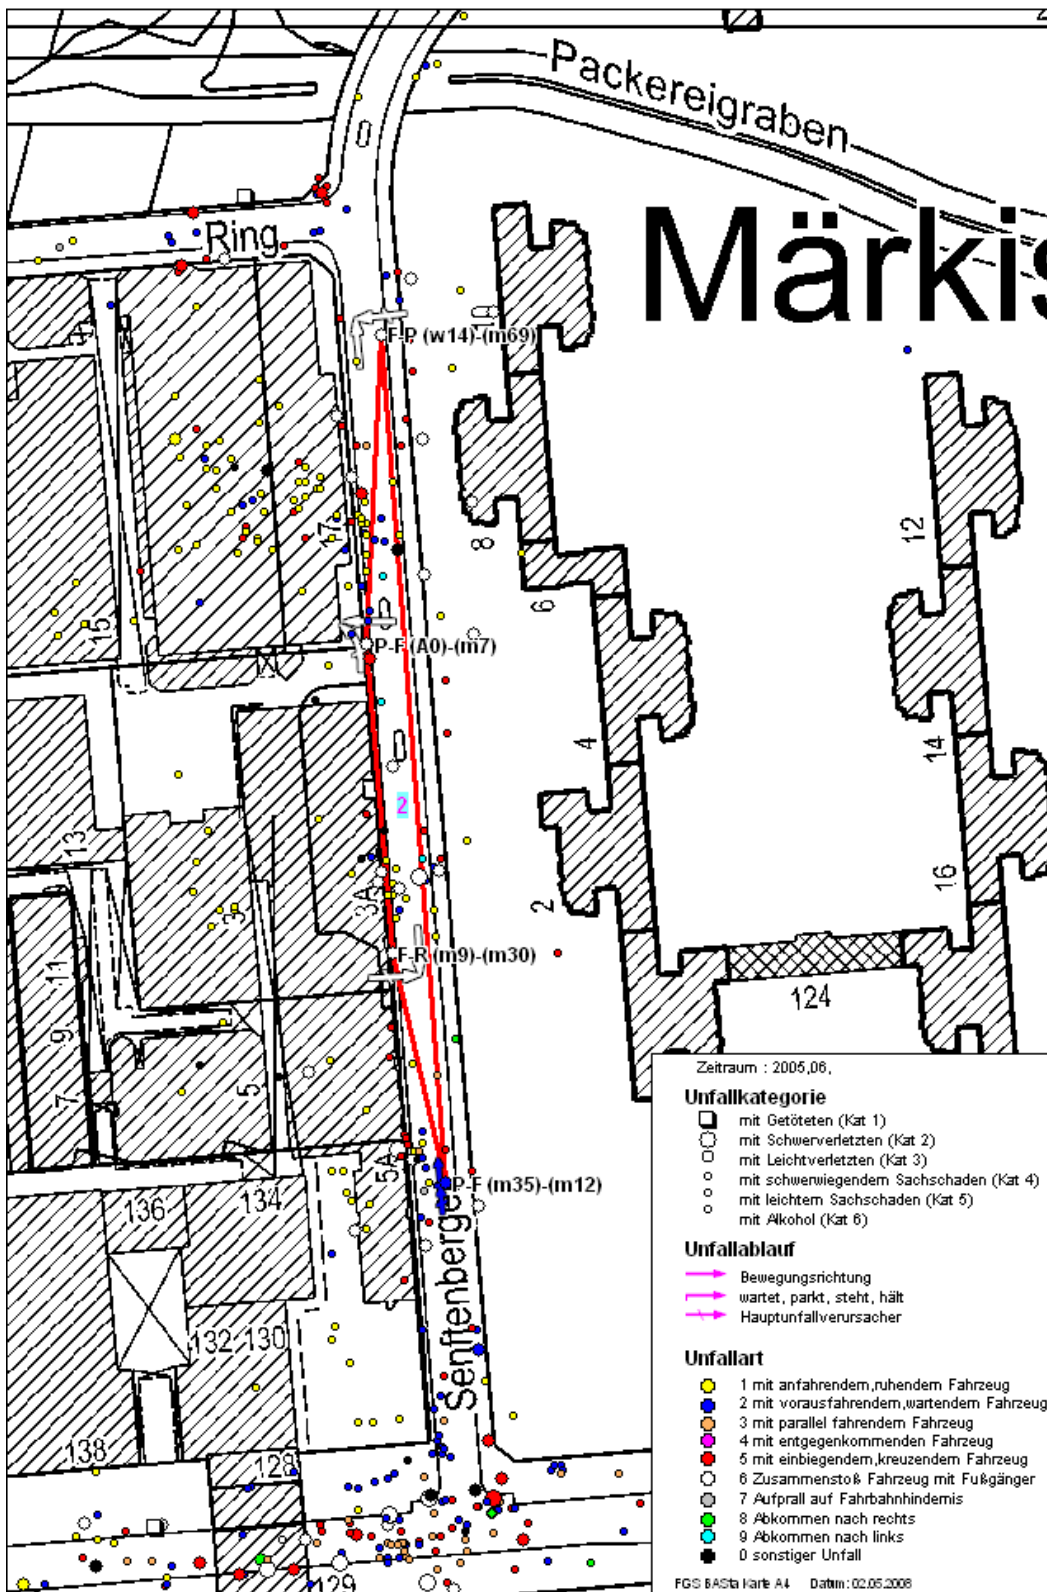 Packereigraben
Märkis
Ring
F-P (w14)-(m69)
10
17
8
12
6
15
P-F (A0)-(m7)
4
14
2
13
16
3A
3
2
F-R (m9)-(m30)
11
124
9
7
5
5A
P-F (m35)-(m12)
136
134
Senftenberge
132
130
138
128
129
Zeitraum : 2005,06,
Unfallkategorie
mit Getöteten (Kat 1)
mit Schwerverletzten (Kat 2)
mit Leichtverletzten (Kat 3)
mit schwerwiegendem Sachschaden (Kat 4)
mit leichtem Sachschaden (Kat 5)
mit Alkohol (Kat 6)
Unfallablauf
Bewegungsrichtung
wartet, parkt, steht, hält
Hauptunfallverursacher
Unfallart
1 mit anfahrendem,ruhendem Fahrzeug
2 mit vorausfahrendem,wartendem Fahrzeug
3 mit parallel fahrendem Fahrzeug
4 mit entgegenkommenden Fahrzeug
5 mit einbiegendem,kreuzendem Fahrzeug
6 Zusammenstoß Fahrzeug mit Fußgänger
7 Aufprall auf Fahrbahnhindernis
8 Abkommen nach rechts
9 Abkommen nach links
0 sonstiger Unfall
FGS BASta Karte A4 Datum: 02.05.2008